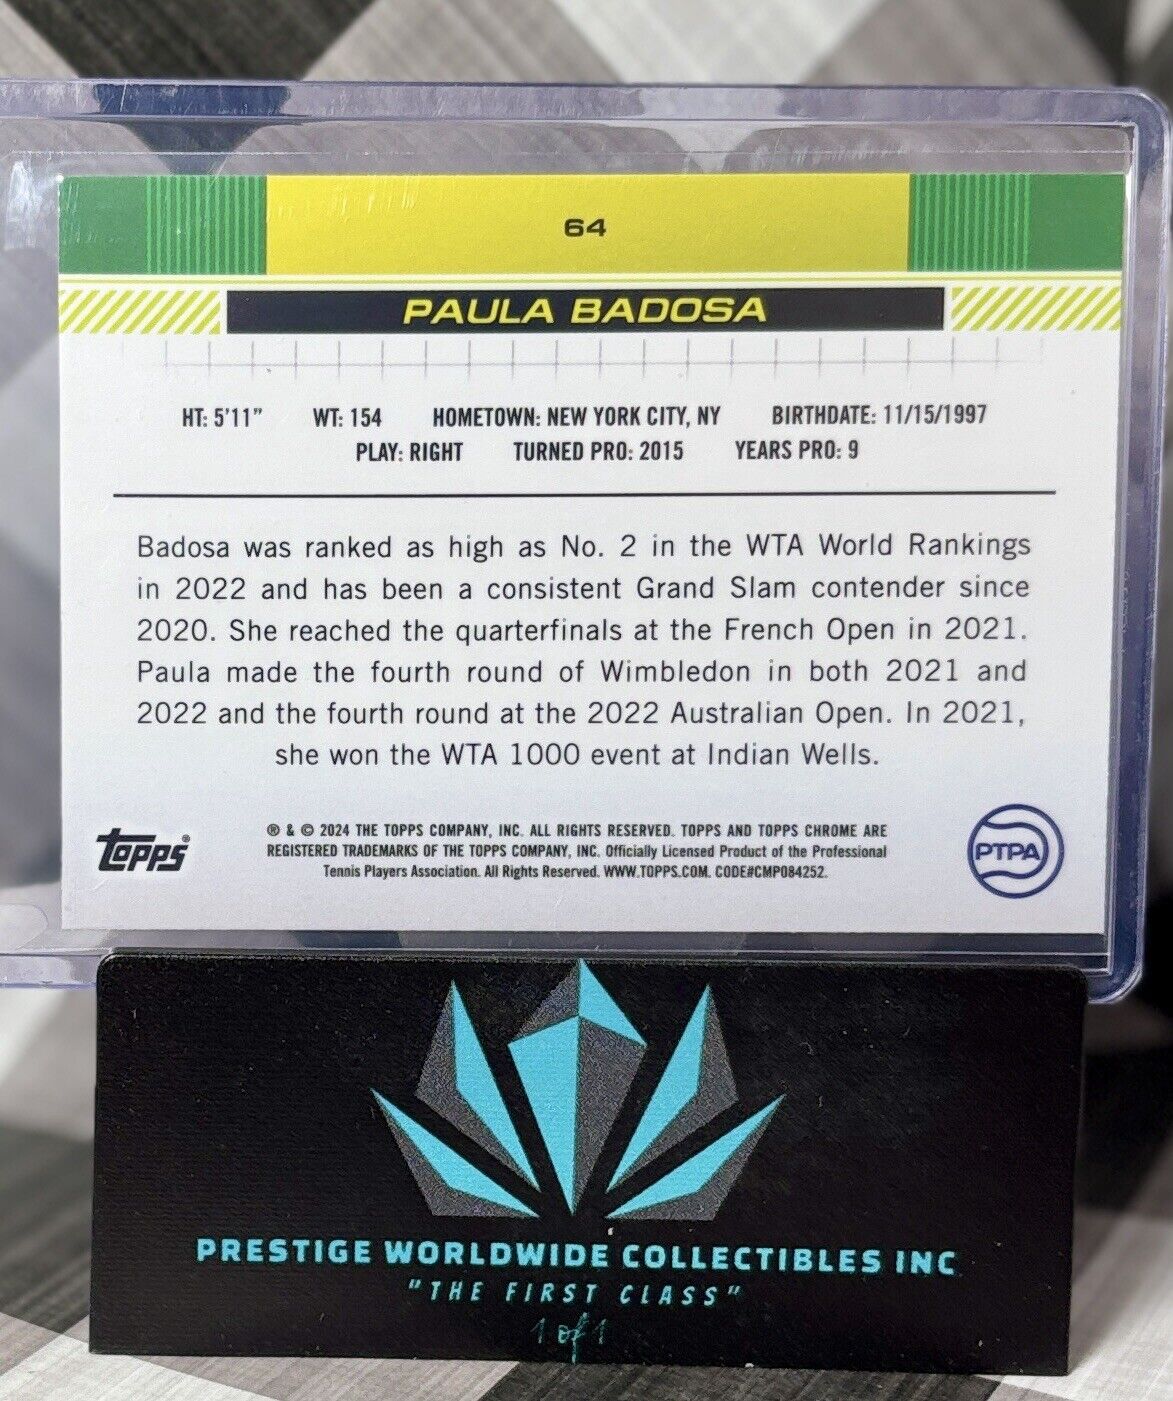 64
PAULA BADOSA
HT: 5'11" WT: 154 HOMETOWN: NEW YORK CITY, NY BIRTHDATE: 11/15/1997
PLAY: RIGHT TURNED PRO: 2015 YEARS PRO: 9
Badosa was ranked as high as No. 2 in the WTA World Rankings
in 2022 and has been a consistent Grand Slam contender since
2020. She reached the quarterfinals at the French Open in 2021.
Paula made the fourth round of Wimbledon in both 2021 and
2022 and the fourth round at the 2022 Australian Open. In 2021,
she won the WTA 1000 event at Indian Wells.
topps®
® & © 2024 THE TOPPS COMPANY, INC. ALL RIGHTS RESERVED. TOPPS AND TOPPS CHROME ARE
REGISTERED TRADEMARKS OF THE TOPPS COMPANY, INC. Officially Licensed Product of the Professional
Tennis Players Association. All Rights Reserved. WWW.TOPPS.COM. CODE#CMP084252.
PTPA
PRESTIGE WORLDWIDE COLLECTIBLES INC
"THE FIRST CLASS"
1 of 1